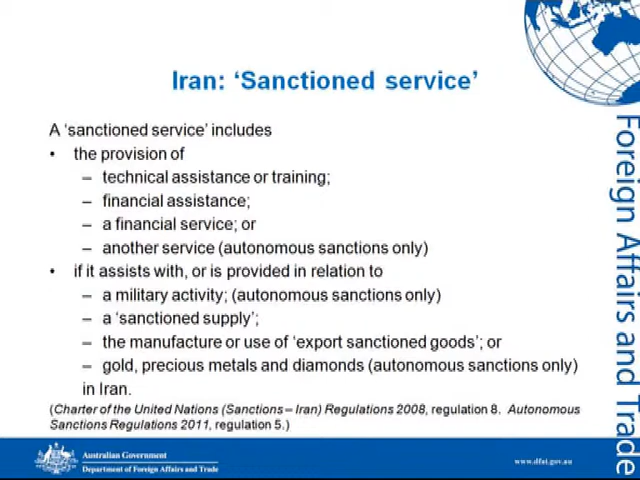 Iran: ‘Sanctioned service’
A ‘sanctioned service’ includes
• the provision of
– technical assistance or training;
– financial assistance;
– a financial service; or
– another service (autonomous sanctions only)
• if it assists with, or is provided in relation to
– a military activity; (autonomous sanctions only)
– a ‘sanctioned supply’;
– the manufacture or use of ‘export sanctioned goods’; or
– gold, precious metals and diamonds (autonomous sanctions only)
in Iran.
(Charter of the United Nations (Sanctions – Iran) Regulations 2008, regulation 8. Autonomous
Sanctions Regulations 2011, regulation 5.)
Foreign Affairs and Trade
Australian Government
Department of Foreign Affairs and Trade
www.dfat.gov.au